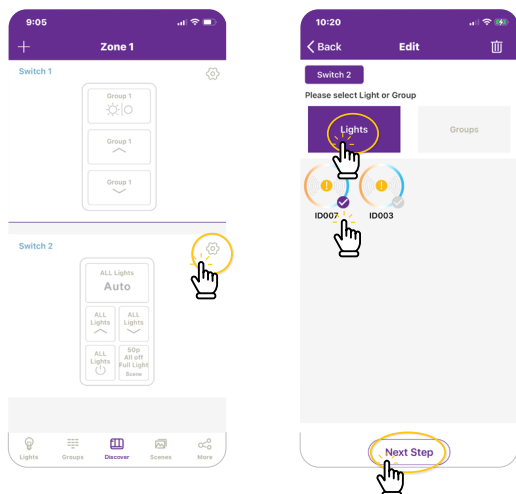 9:05
Zone 1
Switch 1
Group 1
Group 1
Group 1
Switch 2
ALL Lights
Auto
ALL Lights
ALL Lights
ALL Lights
50p
All off
Full Light
Scene
Lights
Groups
Discover
Scenes
More
10:20
Back
Edit
Switch 2
Please select Light or Group
Lights
Groups
ID007
ID003
Next Step